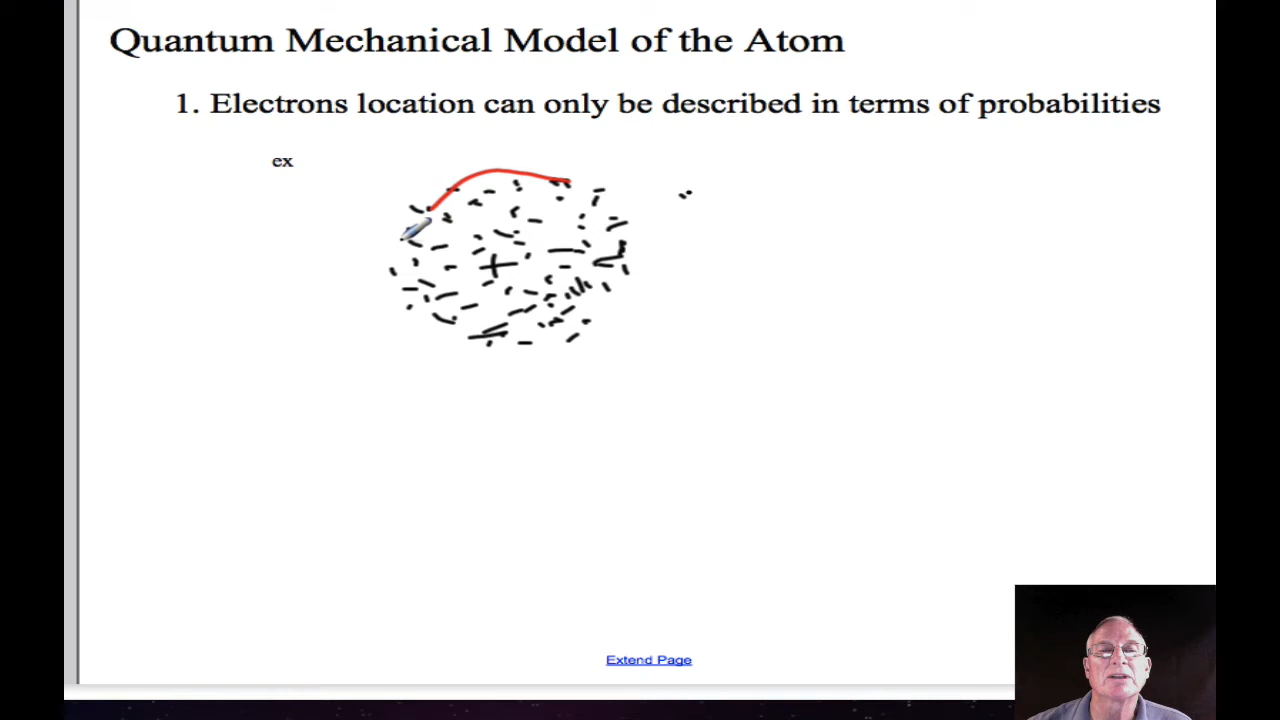 Quantum Mechanical Model of the Atom
1. Electrons location can only be described in terms of probabilities
ex
+
Extend Page